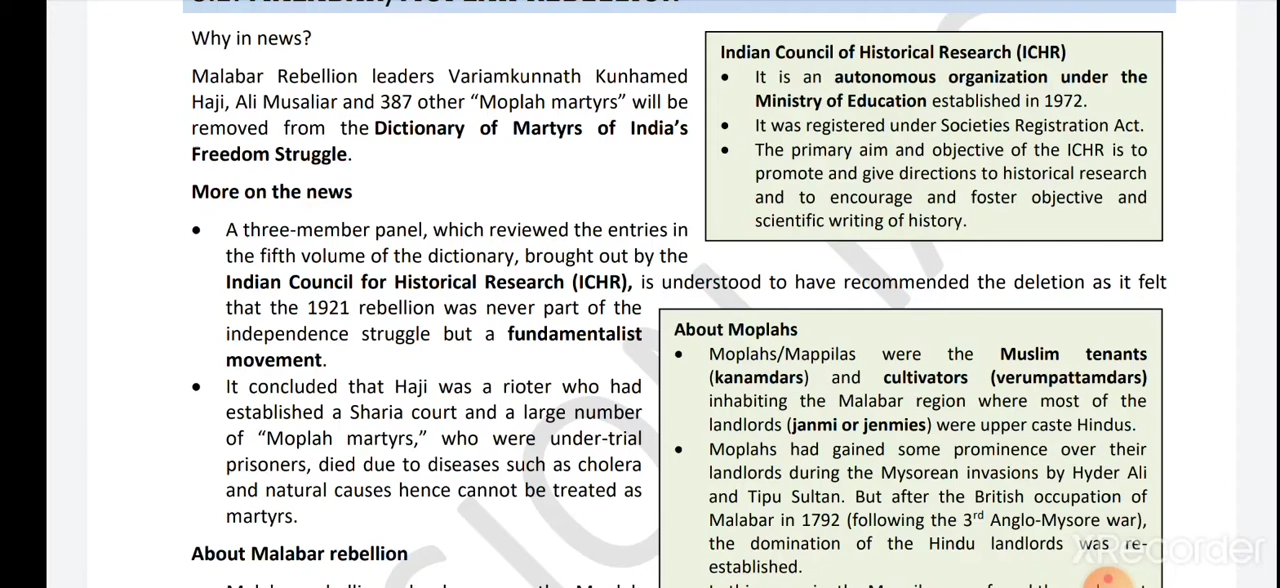 Why in news?
Malabar Rebellion leaders Variamkunnath Kunhamed
Haji, Ali Musaliar and 387 other “Moplah martyrs” will be
removed from the Dictionary of Martyrs of India’s
Freedom Struggle.
More on the news
• A three-member panel, which reviewed the entries in
the fifth volume of the dictionary, brought out by the
Indian Council for Historical Research (ICHR), is understood to have recommended the deletion as it felt
that the 1921 rebellion was never part of the
independence struggle but a fundamentalist
movement.
• It concluded that Haji was a rioter who had
established a Sharia court and a large number
of “Moplah martyrs,” who were under-trial
prisoners, died due to diseases such as cholera
and natural causes hence cannot be treated as
martyrs.
About Malabar rebellion
Indian Council of Historical Research (ICHR)
• It is an autonomous organization under the
Ministry of Education established in 1972.
• It was registered under Societies Registration Act.
• The primary aim and objective of the ICHR is to
promote and give directions to historical research
and to encourage and foster objective and
scientific writing of history.
About Moplahs
• Moplahs/Mappilas were the Muslim tenants
(kanamdars) and cultivators (verumpattamdars)
inhabiting the Malabar region where most of the
landlords (janmi or jenmies) were upper caste Hindus.
• Moplahs had gained some prominence over their
landlords during the Mysorean invasions by Hyder Ali
and Tipu Sultan. But after the British occupation of
Malabar in 1792 (following the 3rd Anglo-Mysore war),
the domination of the Hindu landlords was re-
established.
XRecorder